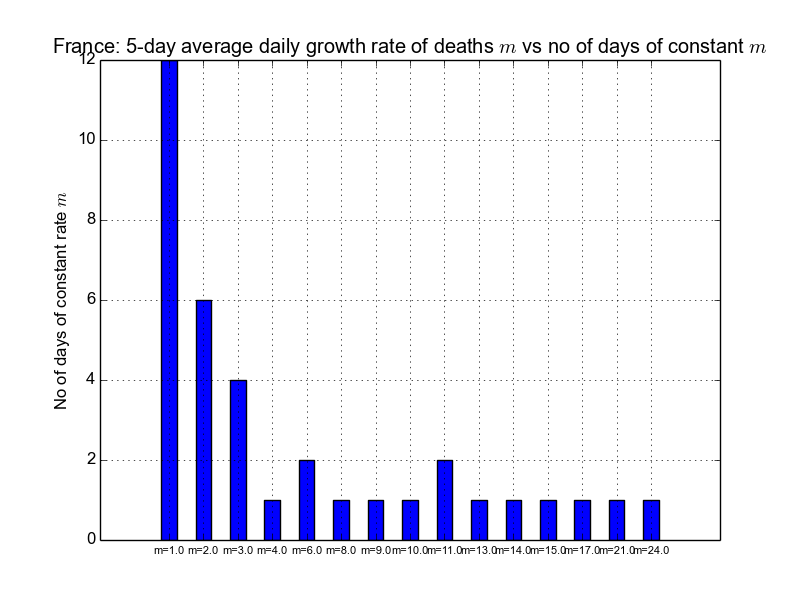 France: 5-day average daily growth rate of deaths m vs no of days of constant m
12
10
8
6
4
2
0
No of days of constant rate m
m=1.0 m=2.0 m=3.0 m=4.0 m=6.0 m=8.0 m=9.0 m=10.0 m=11.0 m=13.0 m=14.0 m=15.0 m=17.0 m=21.0 m=24.0